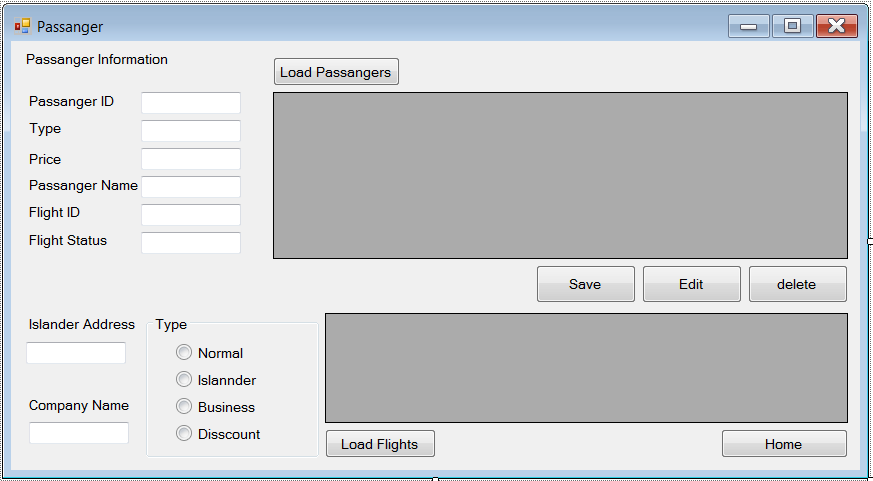 Passanger
Passanger Information
Load Passangers
Passanger ID
Type
Price
Passanger Name
Flight ID
Flight Status
Save
Edit
delete
Islander Address
Company Name
Type
Normal
Islannder
Business
Disscount
Load Flights
Home